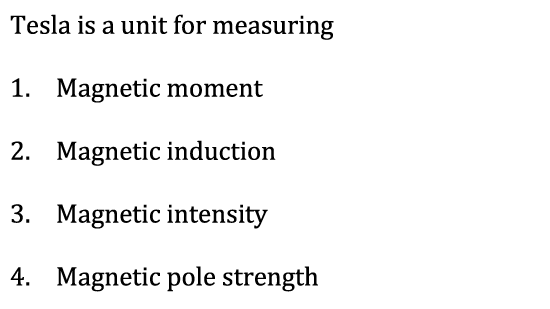 Tesla is a unit for measuring
1. Magnetic moment
2. Magnetic induction
3. Magnetic intensity
4. Magnetic pole strength